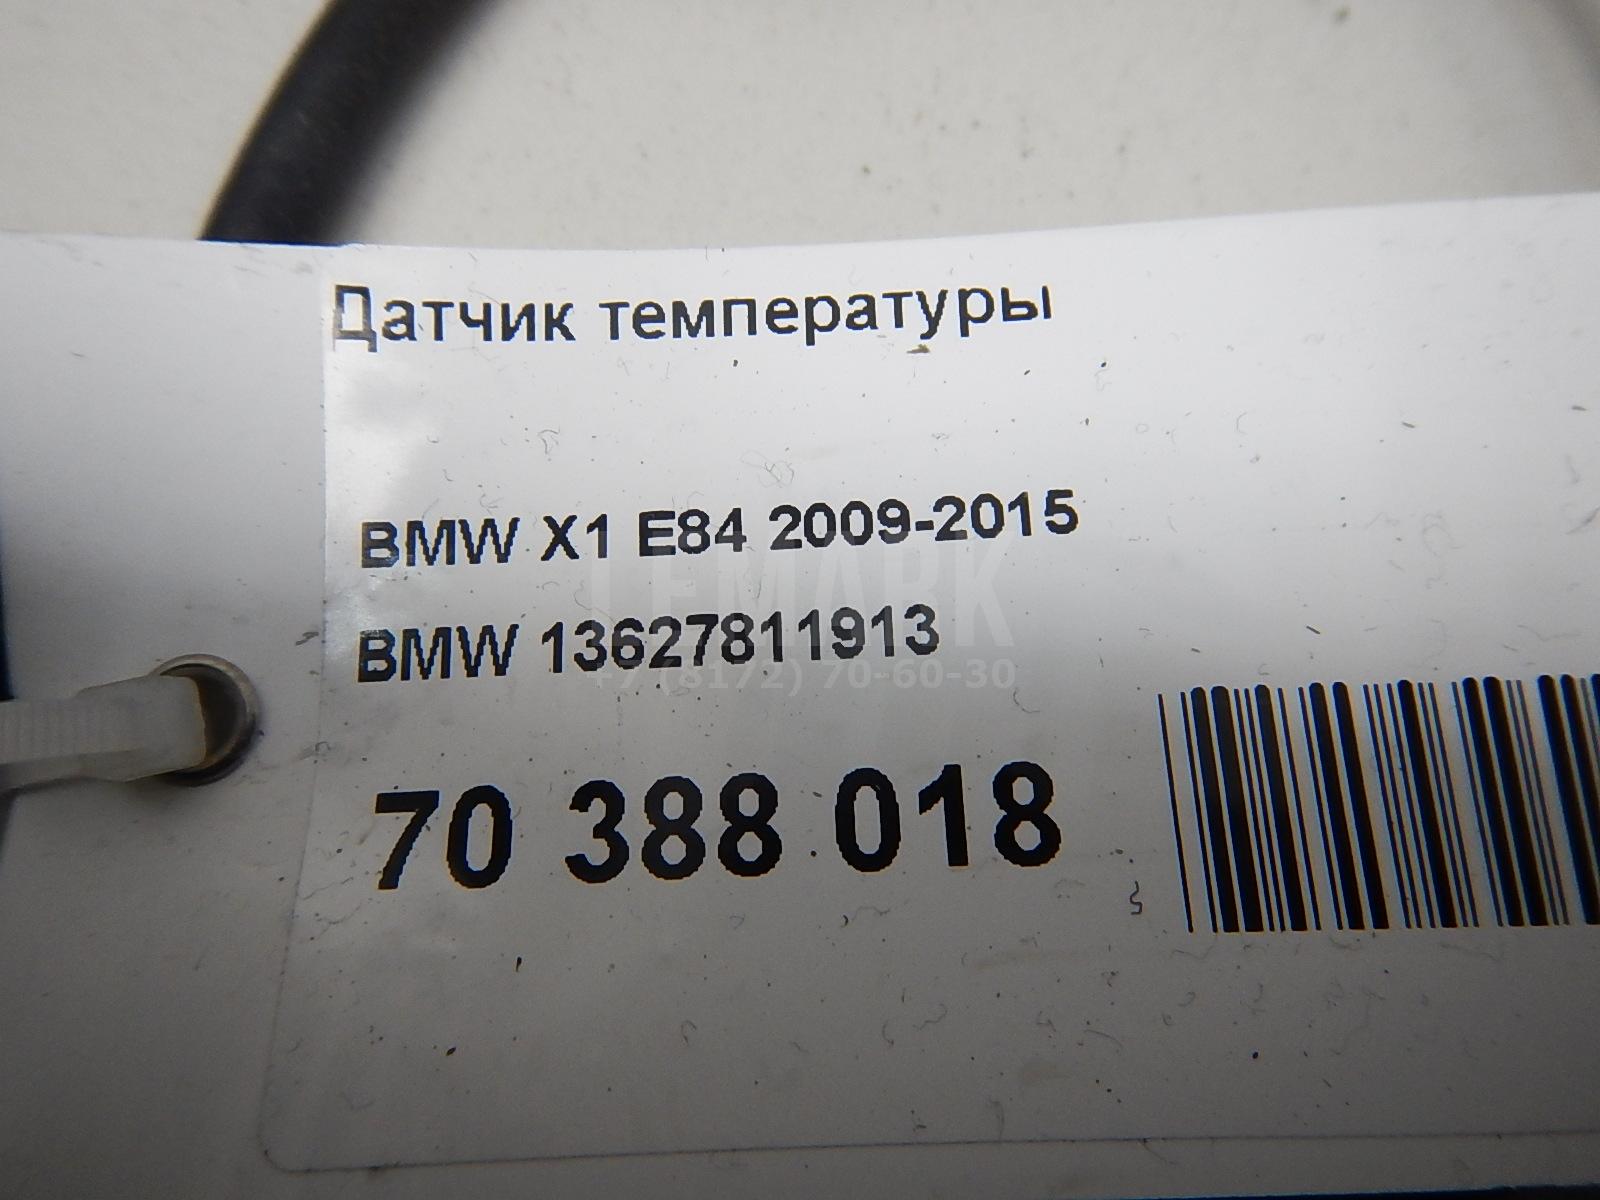 Датчик температуры
BMW X1 E84 2009-2015
LEMARK
BMW 13627811913
+7 (8172) 70-60-30
70 388 018